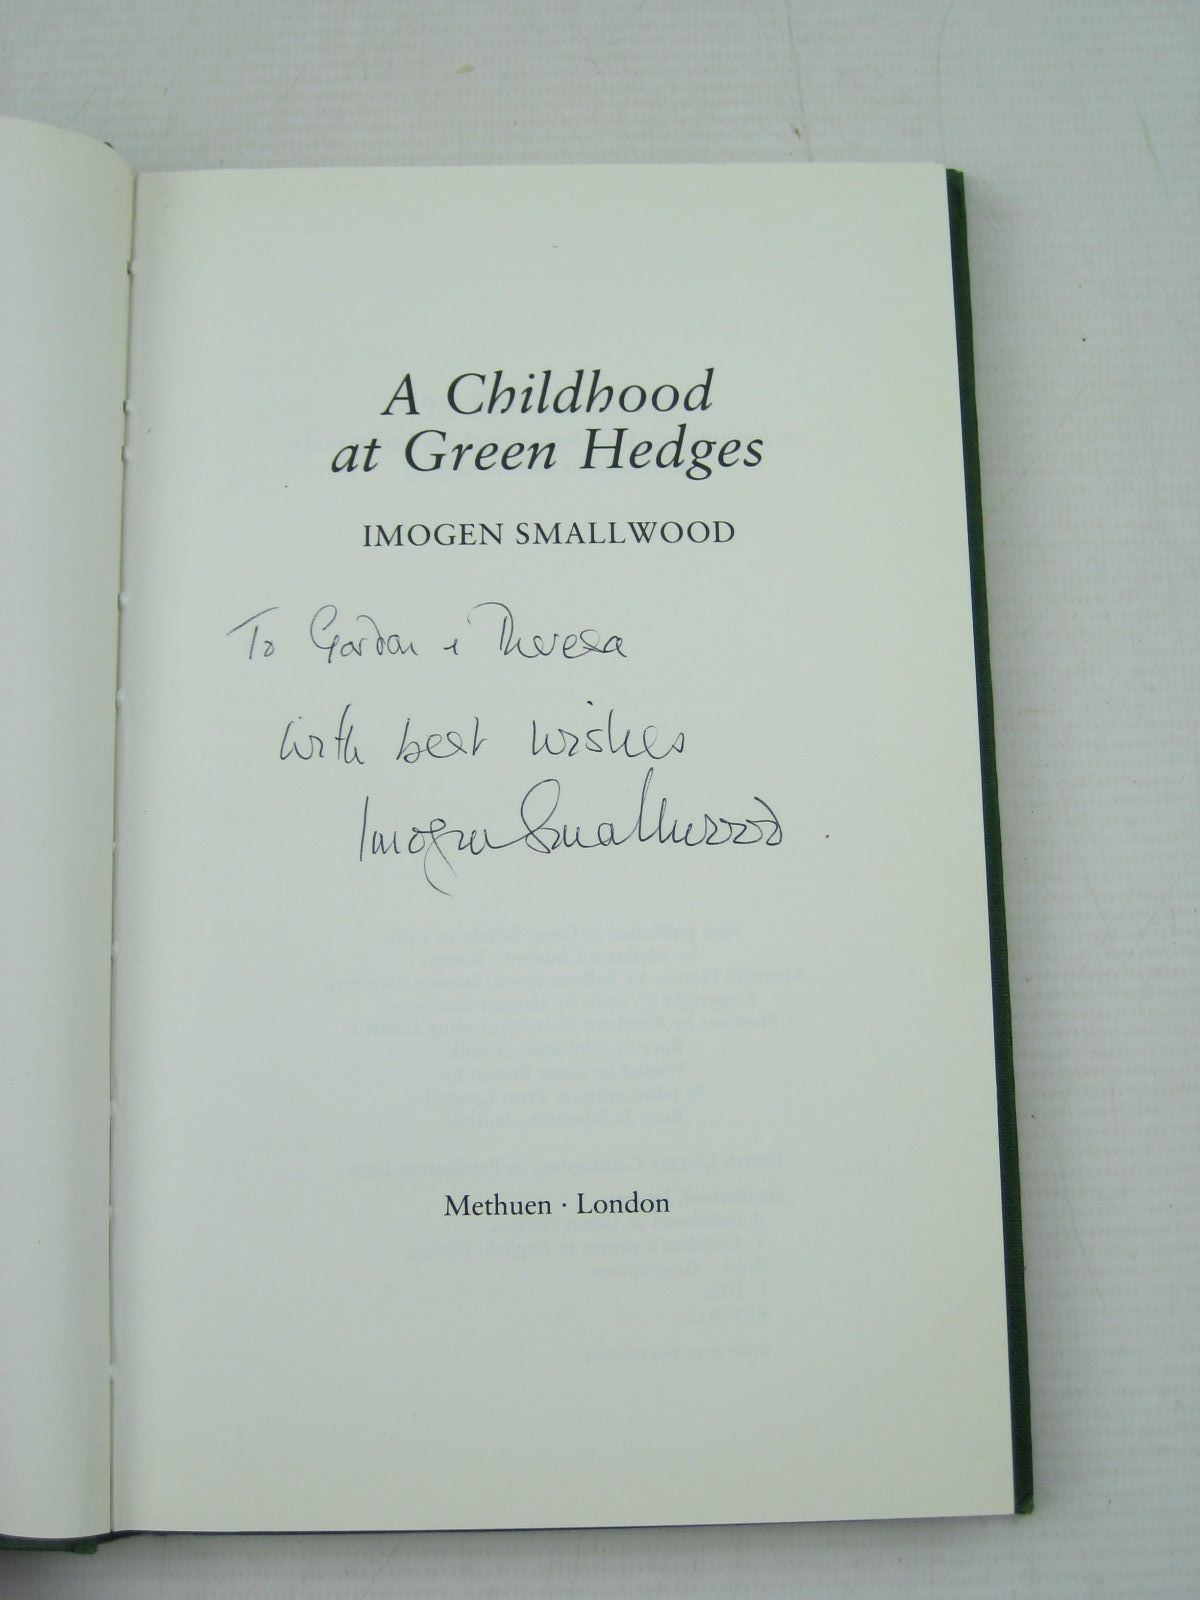 A Childhood
at Green Hedges
IMOGEN SMALLWOOD
To Gordon & Theresa
with best wishes
Imogen Smallwood
Methuen · London